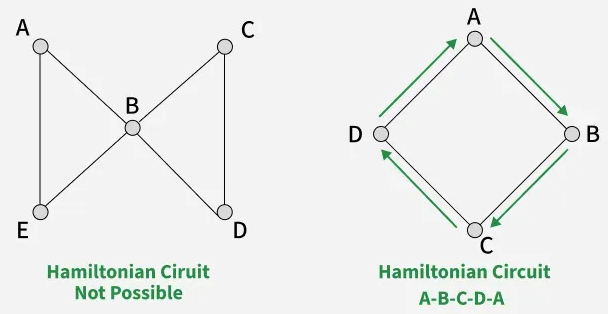 A
C
B
E
D
Hamiltonian Ciruit
Not Possible
A
D
B
C
Hamiltonian Circuit
A-B-C-D-A